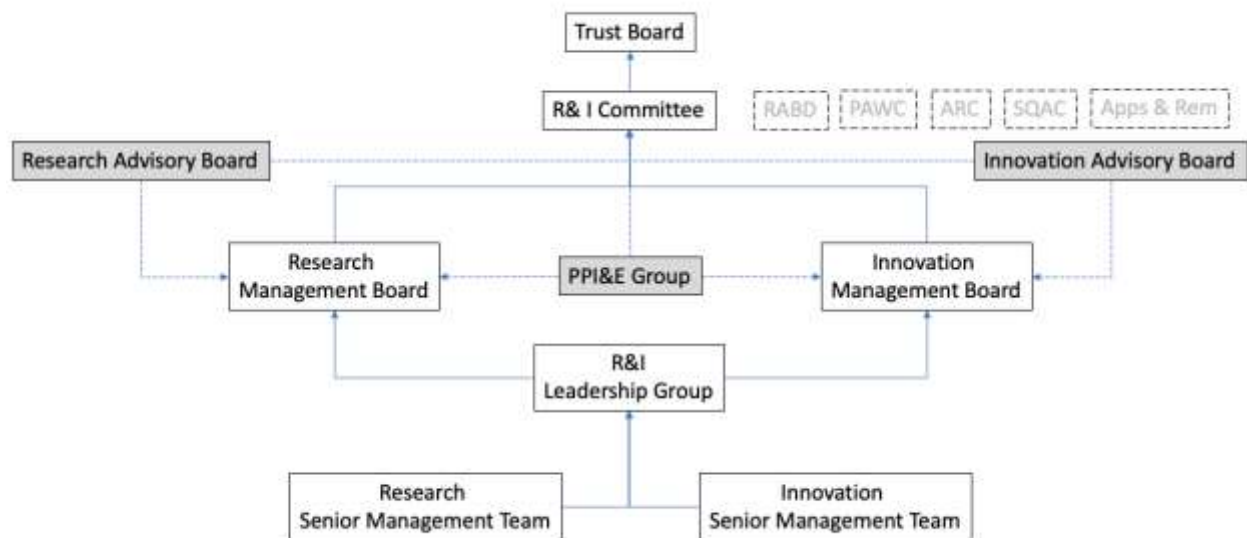 Trust Board
R& I Committee
RABD
PAWC
ARC
SQAC
Apps & Rem
Research Advisory Board
Innovation Advisory Board
Research
Management Board
PPI&E Group
Innovation
Management Board
R&I
Leadership Group
Research
Senior Management Team
Innovation
Senior Management Team